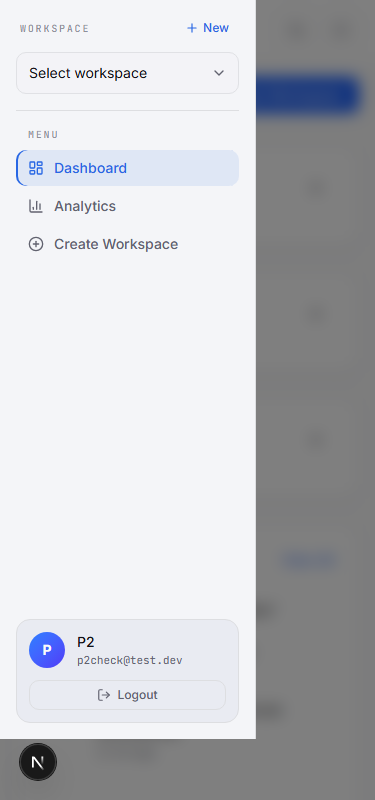 WORKSPACE
New
Select workspace
MENU
Dashboard
Analytics
Create Workspace
P
P2
p2check@test.dev
Logout
N